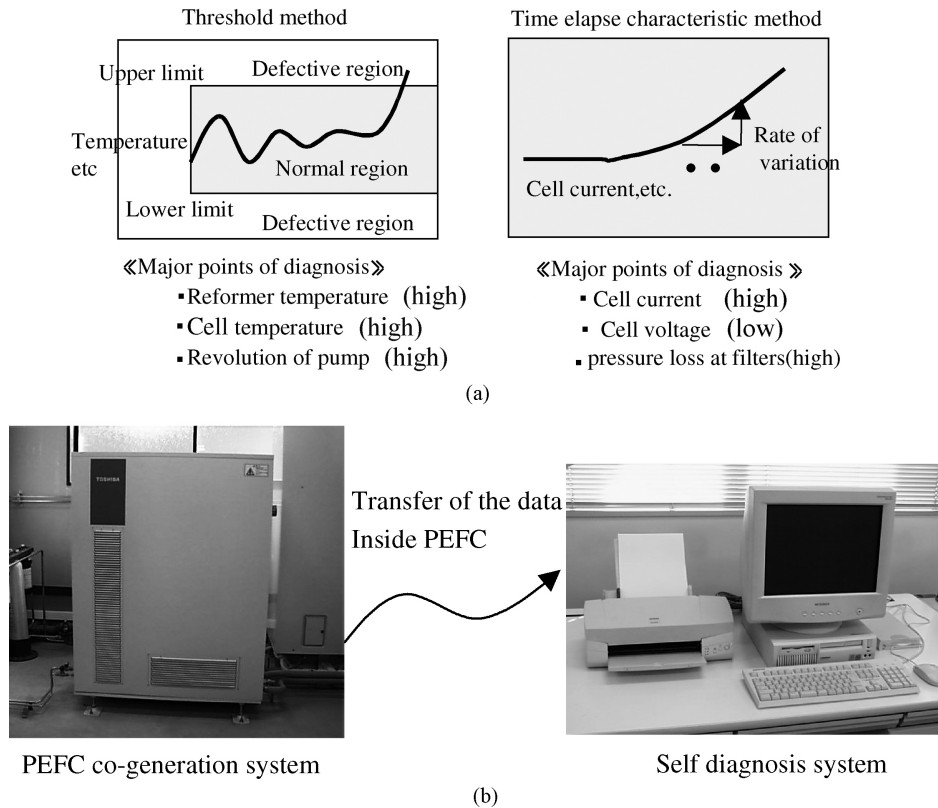 Threshold method
Upper limit
Defective region
Temperature
etc
Normal region
Lower limit
Defective region
≪Major points of diagnosis≫
▪Reformer temperature (high)
▪Cell temperature (high)
▪Revolution of pump (high)
Time elapse characteristic method
Rate of
variation
Cell current,etc.
≪Major points of diagnosis ≫
▪ Cell current (high)
▪ Cell voltage (low)
▪ pressure loss at filters(high)
(a)
TOSHIBA
Transfer of the data
Inside PEFC
PEFC co-generation system
Self diagnosis system
(b)